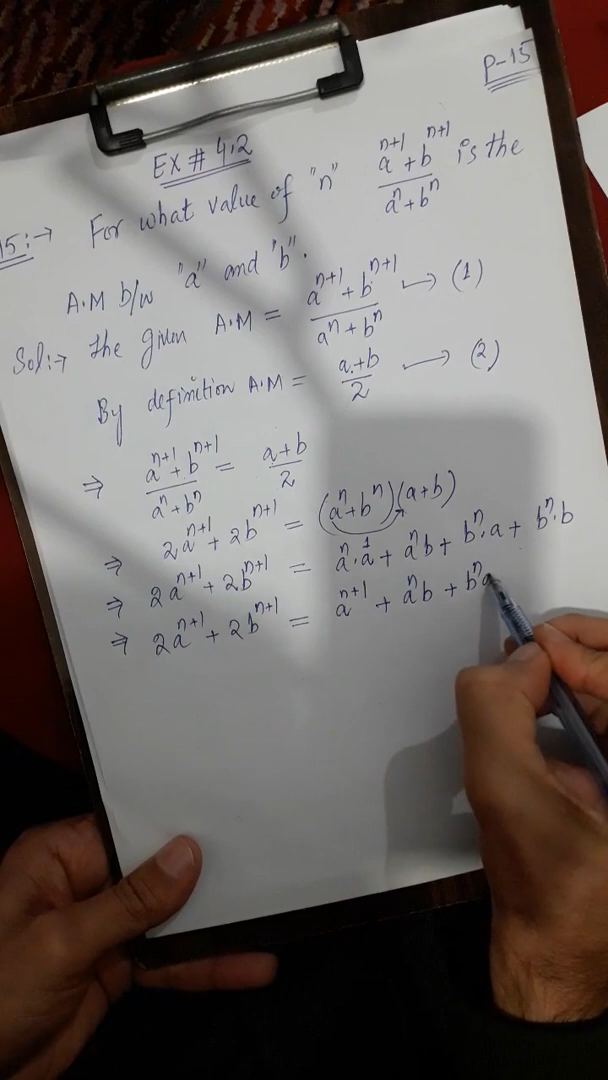 P-15
EX # 4.2
15:→ For what value of "n" (a^{n+1} + b^{n+1})/(a^n + b^n) is the
A.M b/w "a" and "b".
Sol:→ The given A.M = (a^{n+1} + b^{n+1})/(a^n + b^n) → (1)
By definition A.M = (a+b)/2 → (2)
⇒ (a^{n+1} + b^{n+1})/(a^n + b^n) = (a+b)/2
⇒ 2a^{n+1} + 2b^{n+1} = (a^n + b^n)(a+b)
⇒ 2a^{n+1} + 2b^{n+1} = a^n·a^1 + a^n b + b^n·a + b^n·b
⇒ 2a^{n+1} + 2b^{n+1} = a^{n+1} + a^n b + b^n a